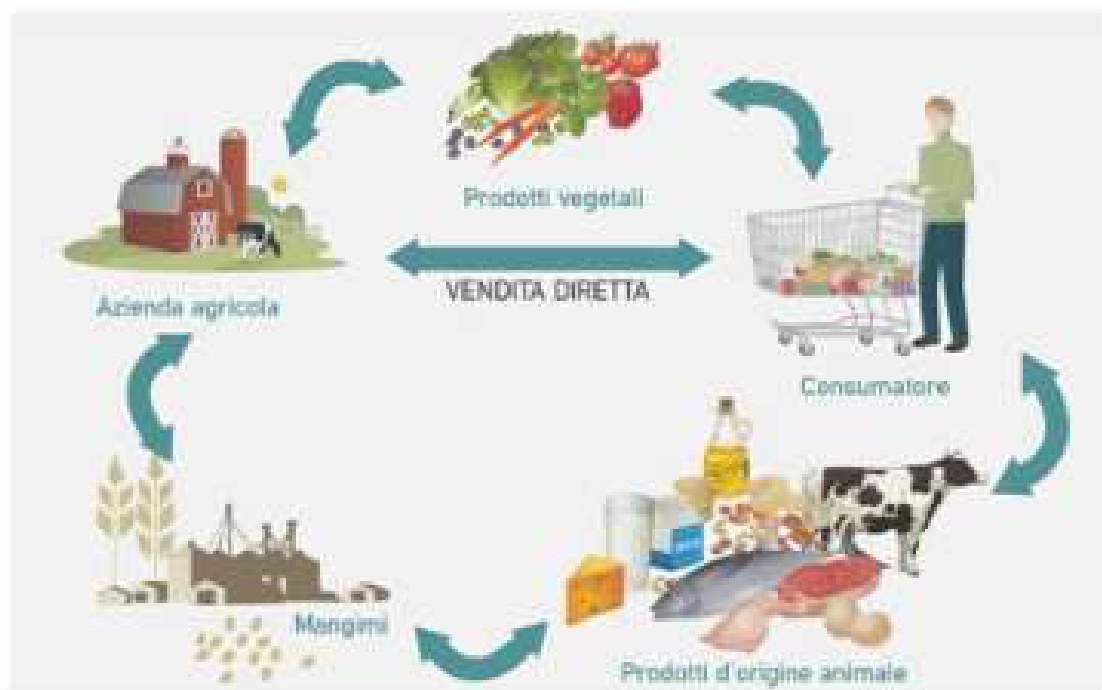 Prodotti vegetali
VENDITA DIRETTA
Azienda agricola
Consumatore
Mangimi
Prodotti d'origine animale